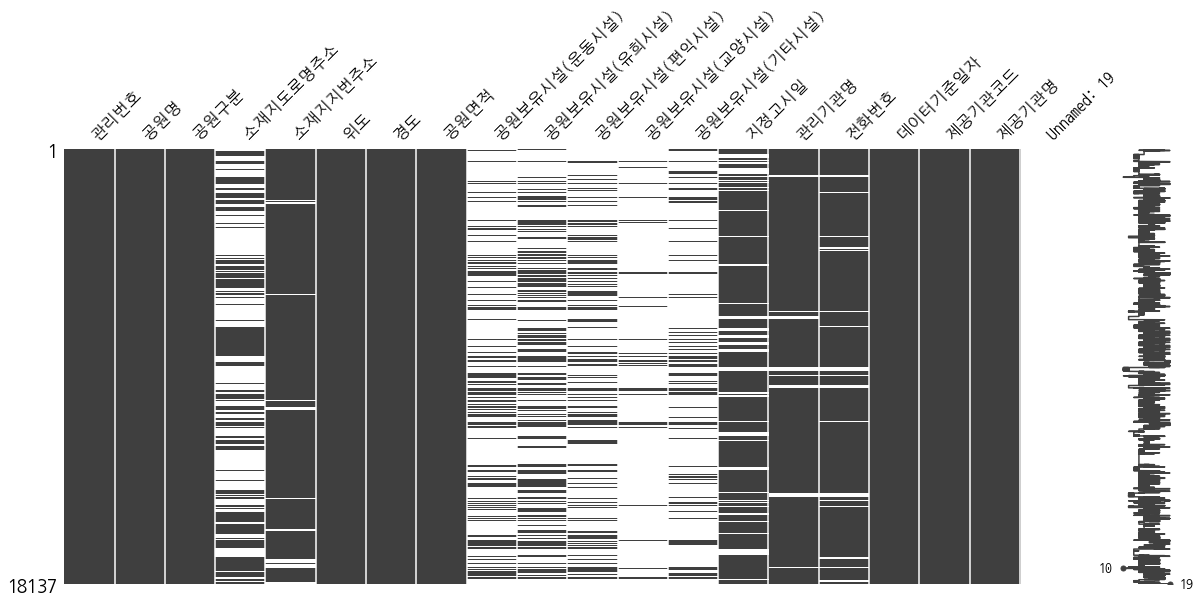 관리번호
공원명
공원구분
소재지도로명주소
소재지지번주소
위도
경도
공원면적
공원보유시설(운동시설)
공원보유시설(유희시설)
공원보유시설(편익시설)
공원보유시설(교양시설)
공원보유시설(기타시설)
지정고시일
관리기관명
전화번호
데이터기준일자
제공기관코드
제공기관명
Unnamed: 19
1
18137
10
19